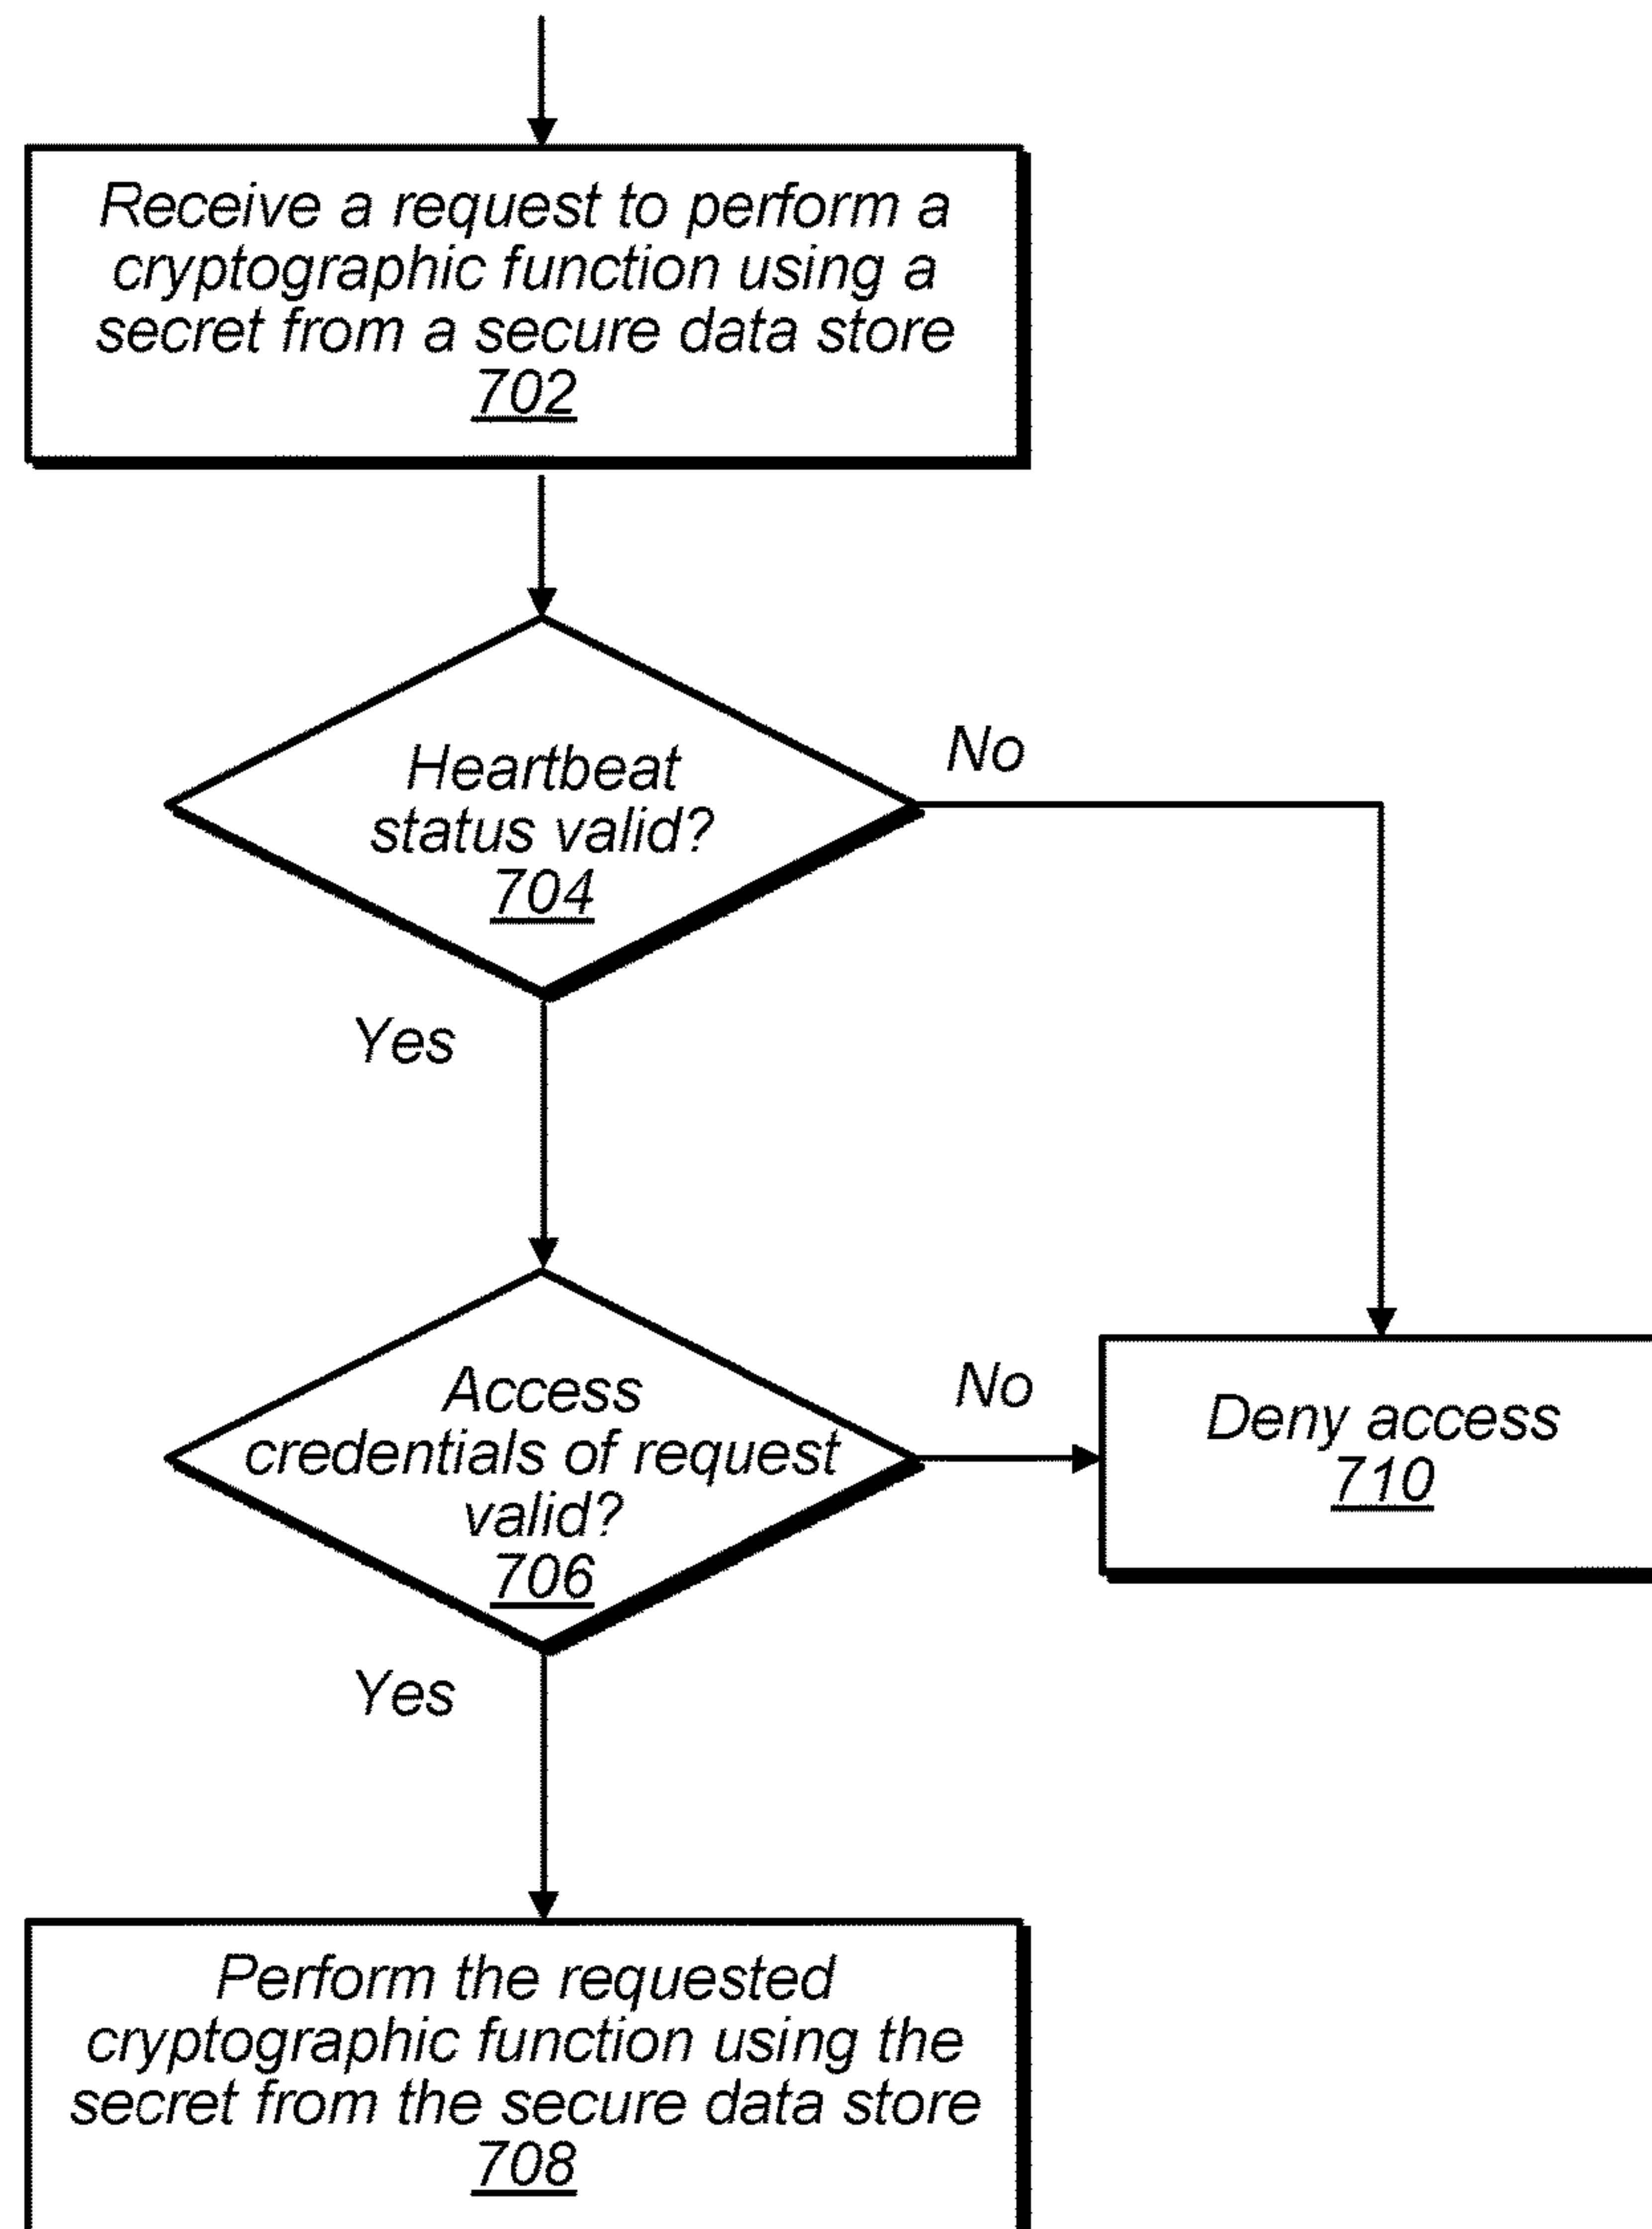 Receive a request to perform a
cryptographic function using a
secret from a secure data store
702
Heartbeat
status valid?
704
No
Yes
Access
credentials of request
valid?
706
No
Deny access
710
Yes
Perform the requested
cryptographic function using the
secret from the secure data store
708